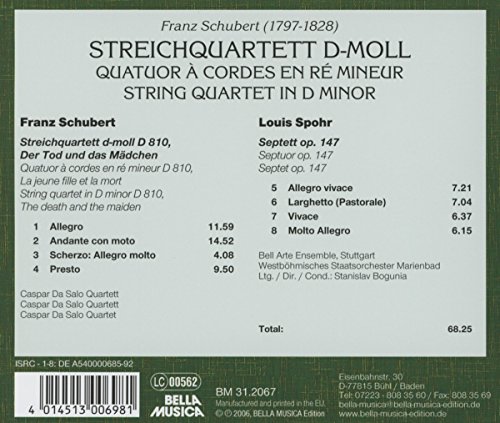 Franz Schubert (1797-1828)
STREICHQUARTETT D-MOLL
QUATUOR À CORDES EN RÉ MINEUR
STRING QUARTET IN D MINOR
Franz Schubert
Streichquartett d-moll D 810,
Der Tod und das Mädchen
Quatuor à cordes en ré mineur D 810,
La jeune fille et la mort
String quartet in D minor D 810,
The death and the maiden
1 Allegro 11.59
2 Andante con moto 14.52
3 Scherzo: Allegro molto 4.08
4 Presto 9.50
Caspar Da Salo Quartett
Caspar Da Salo Quartett
Caspar Da Salo Quartett
Louis Spohr
Septett op. 147
Septuor op. 147
Septet op. 147
5 Allegro vivace 7.21
6 Larghetto (Pastorale) 7.04
7 Vivace 6.37
8 Molto Allegro 6.15
Bell Arte Ensemble, Stuttgart
Westböhmisches Staatsorchester Marienbad
Ltg. / Dir. / Cond.: Stanislav Bogunia
Total: 68.25
ISRC - 1-8: DE A540000685-92
4 014513 006981
LC 00562
BELLA
MUSICA
BM 31.2067
Manufactured and printed in the EU.
℗ © 2006, BELLA MUSICA Edition
Eisenbahnstr. 30
D-77815 Bühl / Baden
Tel: 07223 - 808 35 60 / Fax: 808 35 69
bella-musica@bella-musica-edition.de
www.bella-musica-edition.de